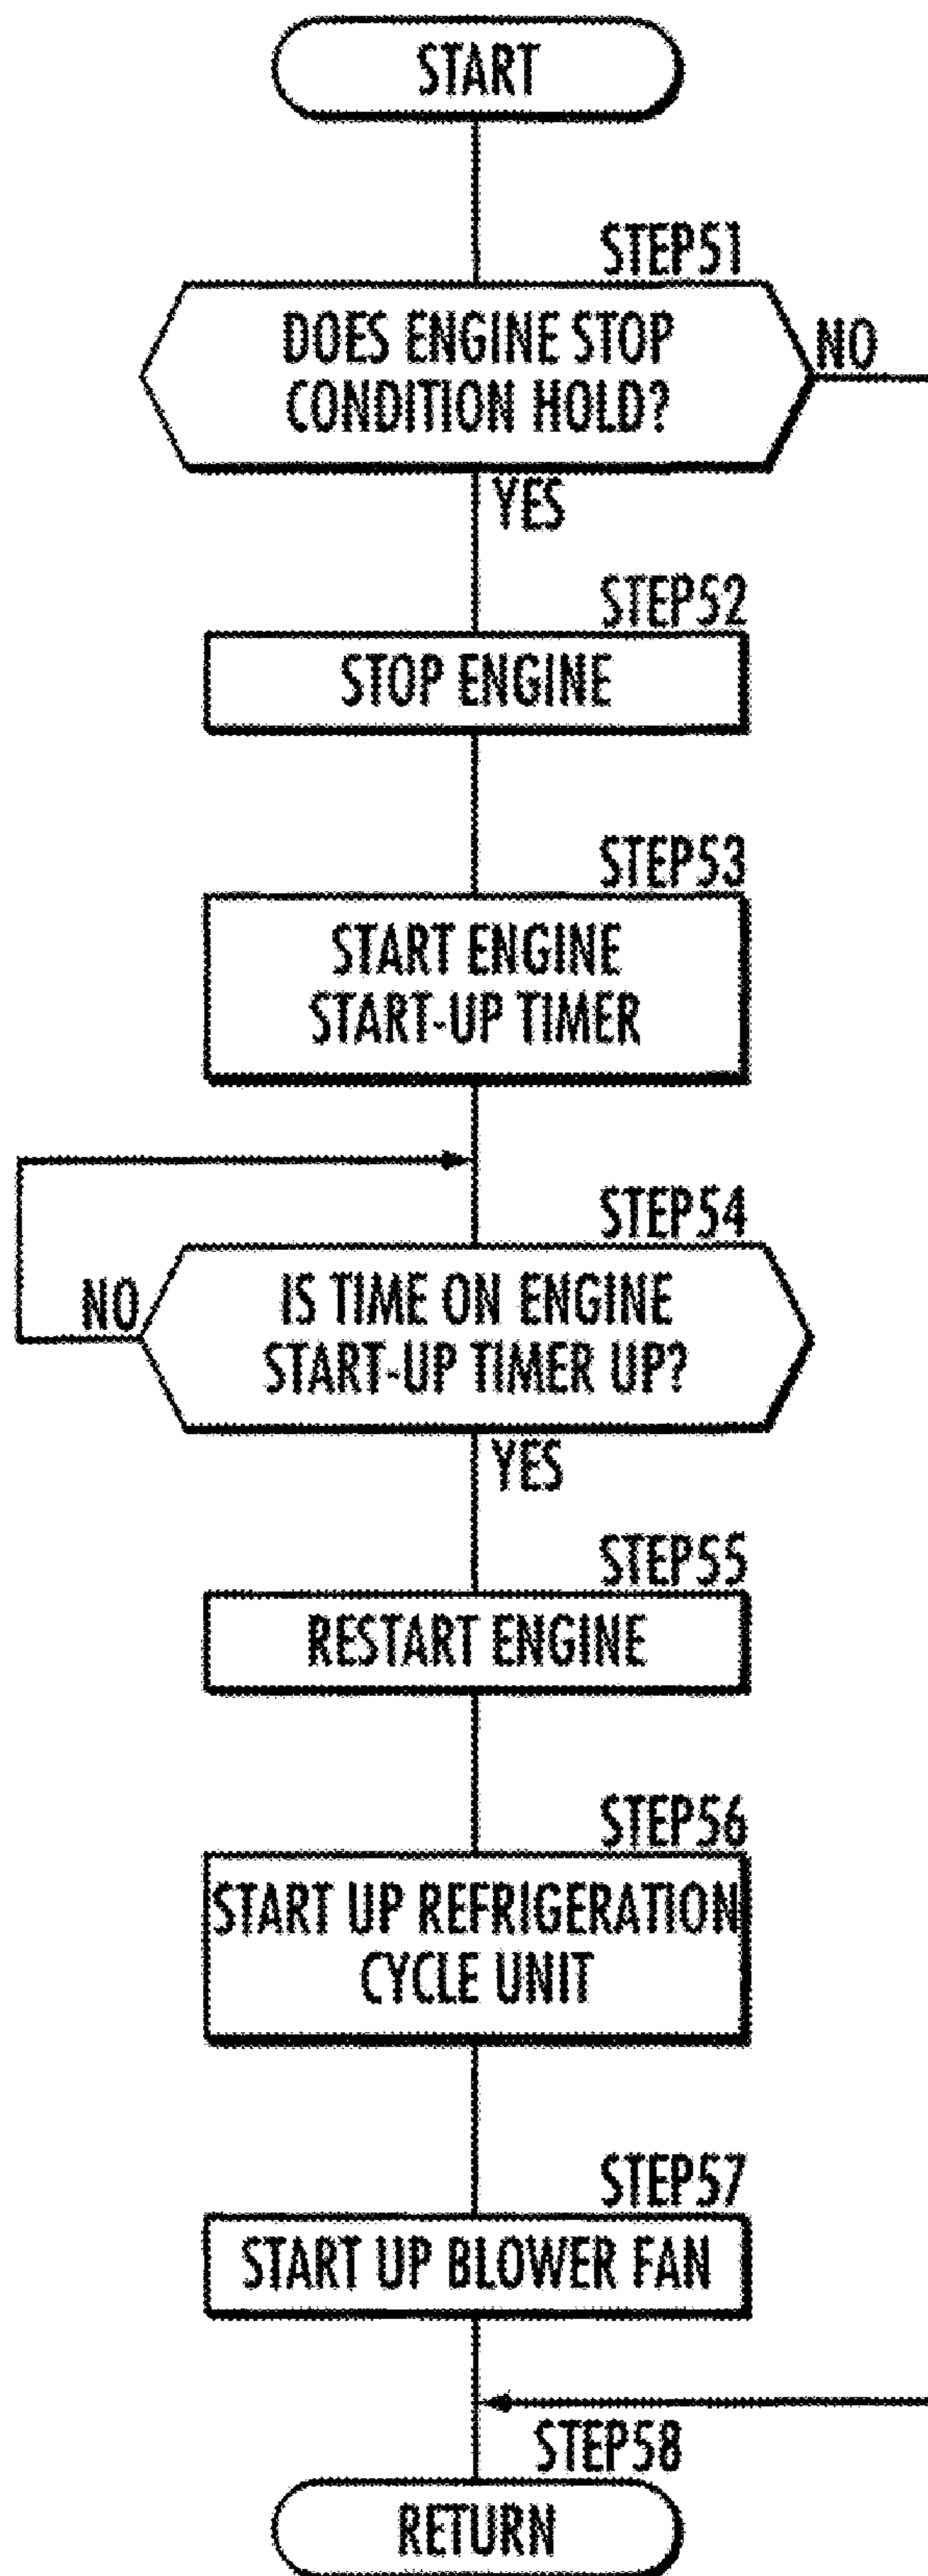 START
STEP51
DOES ENGINE STOP
CONDITION HOLD?
NO
YES
STEP52
STOP ENGINE
STEP53
START ENGINE
START-UP TIMER
STEP54
NO
IS TIME ON ENGINE
START-UP TIMER UP?
YES
STEP55
RESTART ENGINE
STEP56
START UP REFRIGERATION
CYCLE UNIT
STEP57
START UP BLOWER FAN
STEP58
RETURN